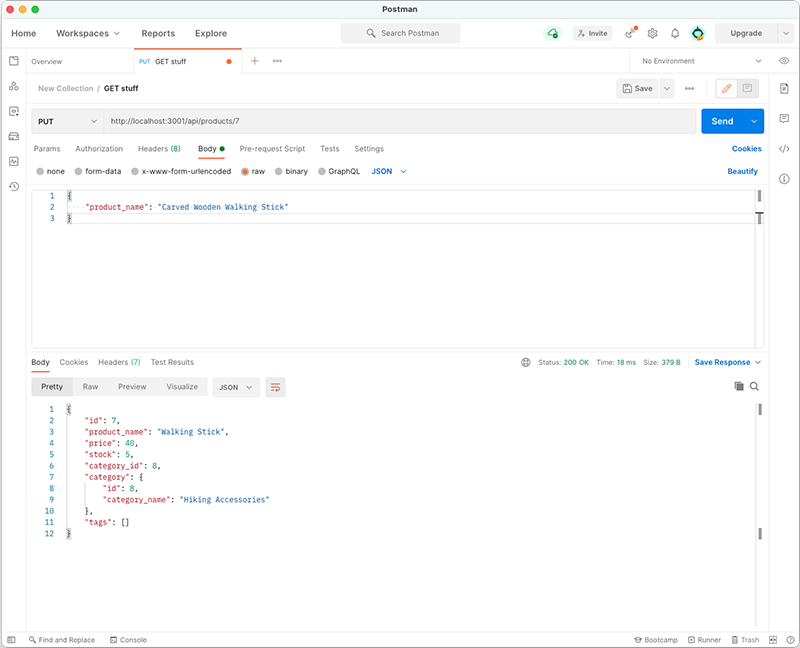 Postman
Home Workspaces Reports Explore Search Postman Invite Upgrade
Overview PUT GET stuff No Environment
New Collection / GET stuff Save
PUT http://localhost:3001/api/products/7 Send
Params Authorization Headers (8) Body Pre-request Script Tests Settings Cookies
none form-data x-www-form-urlencoded raw binary GraphQL JSON Beautify
1 {
2 "product_name": "Carved Wooden Walking Stick"
3 }
Body Cookies Headers (7) Test Results Status: 200 OK Time: 18 ms Size: 379 B Save Response
Pretty Raw Preview Visualize JSON
1 {
2 "id": 7,
3 "product_name": "Walking Stick",
4 "price": 40,
5 "stock": 5,
6 "category_id": 8,
7 "category": {
8 "id": 8,
9 "category_name": "Hiking Accessories"
10 },
11 "tags": []
12 }
Find and Replace Console Bootcamp Runner Trash